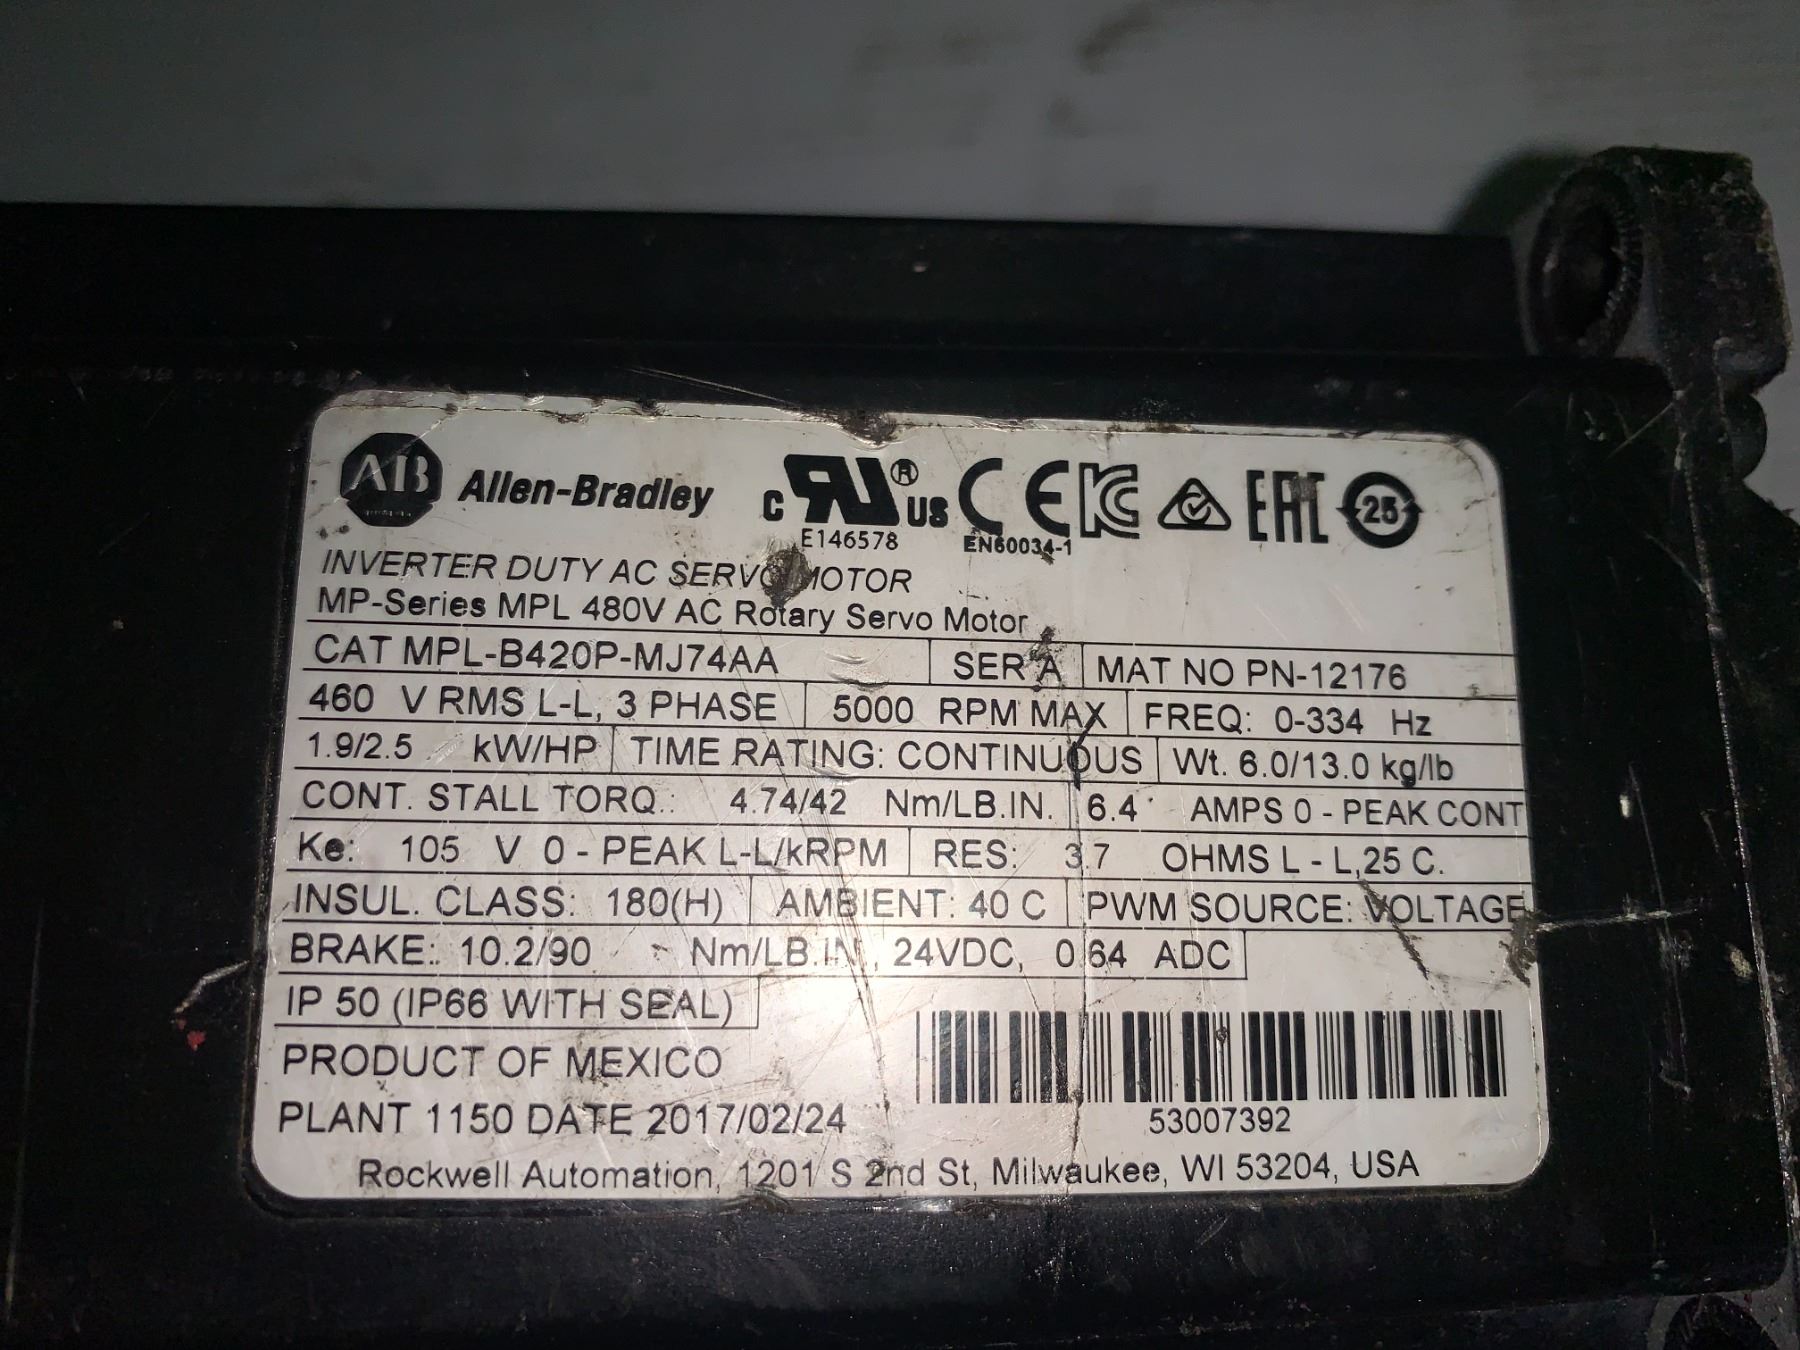 AB Allen-Bradley c RU ® US CE KC EAC 25
E146578 EN60034-1
INVERTER DUTY AC SERVO MOTOR
MP-Series MPL 480V AC Rotary Servo Motor
CAT MPL-B420P-MJ74AA SER A MAT NO PN-12176
460 V RMS L-L, 3 PHASE 5000 RPM MAX FREQ: 0-334 Hz
1.9/2.5 kW/HP TIME RATING: CONTINUOUS Wt. 6.0/13.0 kg/lb
CONT. STALL TORQ.: 4.74/42 Nm/LB.IN. 6.4 AMPS 0 - PEAK CONT
Ke: 105 V 0 - PEAK L-L/kRPM RES: 3.7 OHMS L - L,25 C.
INSUL. CLASS: 180(H) AMBIENT: 40 C PWM SOURCE: VOLTAGE
BRAKE: 10.2/90 Nm/LB.IN, 24VDC, 0.64 ADC
IP 50 (IP66 WITH SEAL)
PRODUCT OF MEXICO
PLANT 1150 DATE 2017/02/24
53007392
Rockwell Automation, 1201 S 2nd St, Milwaukee, WI 53204, USA